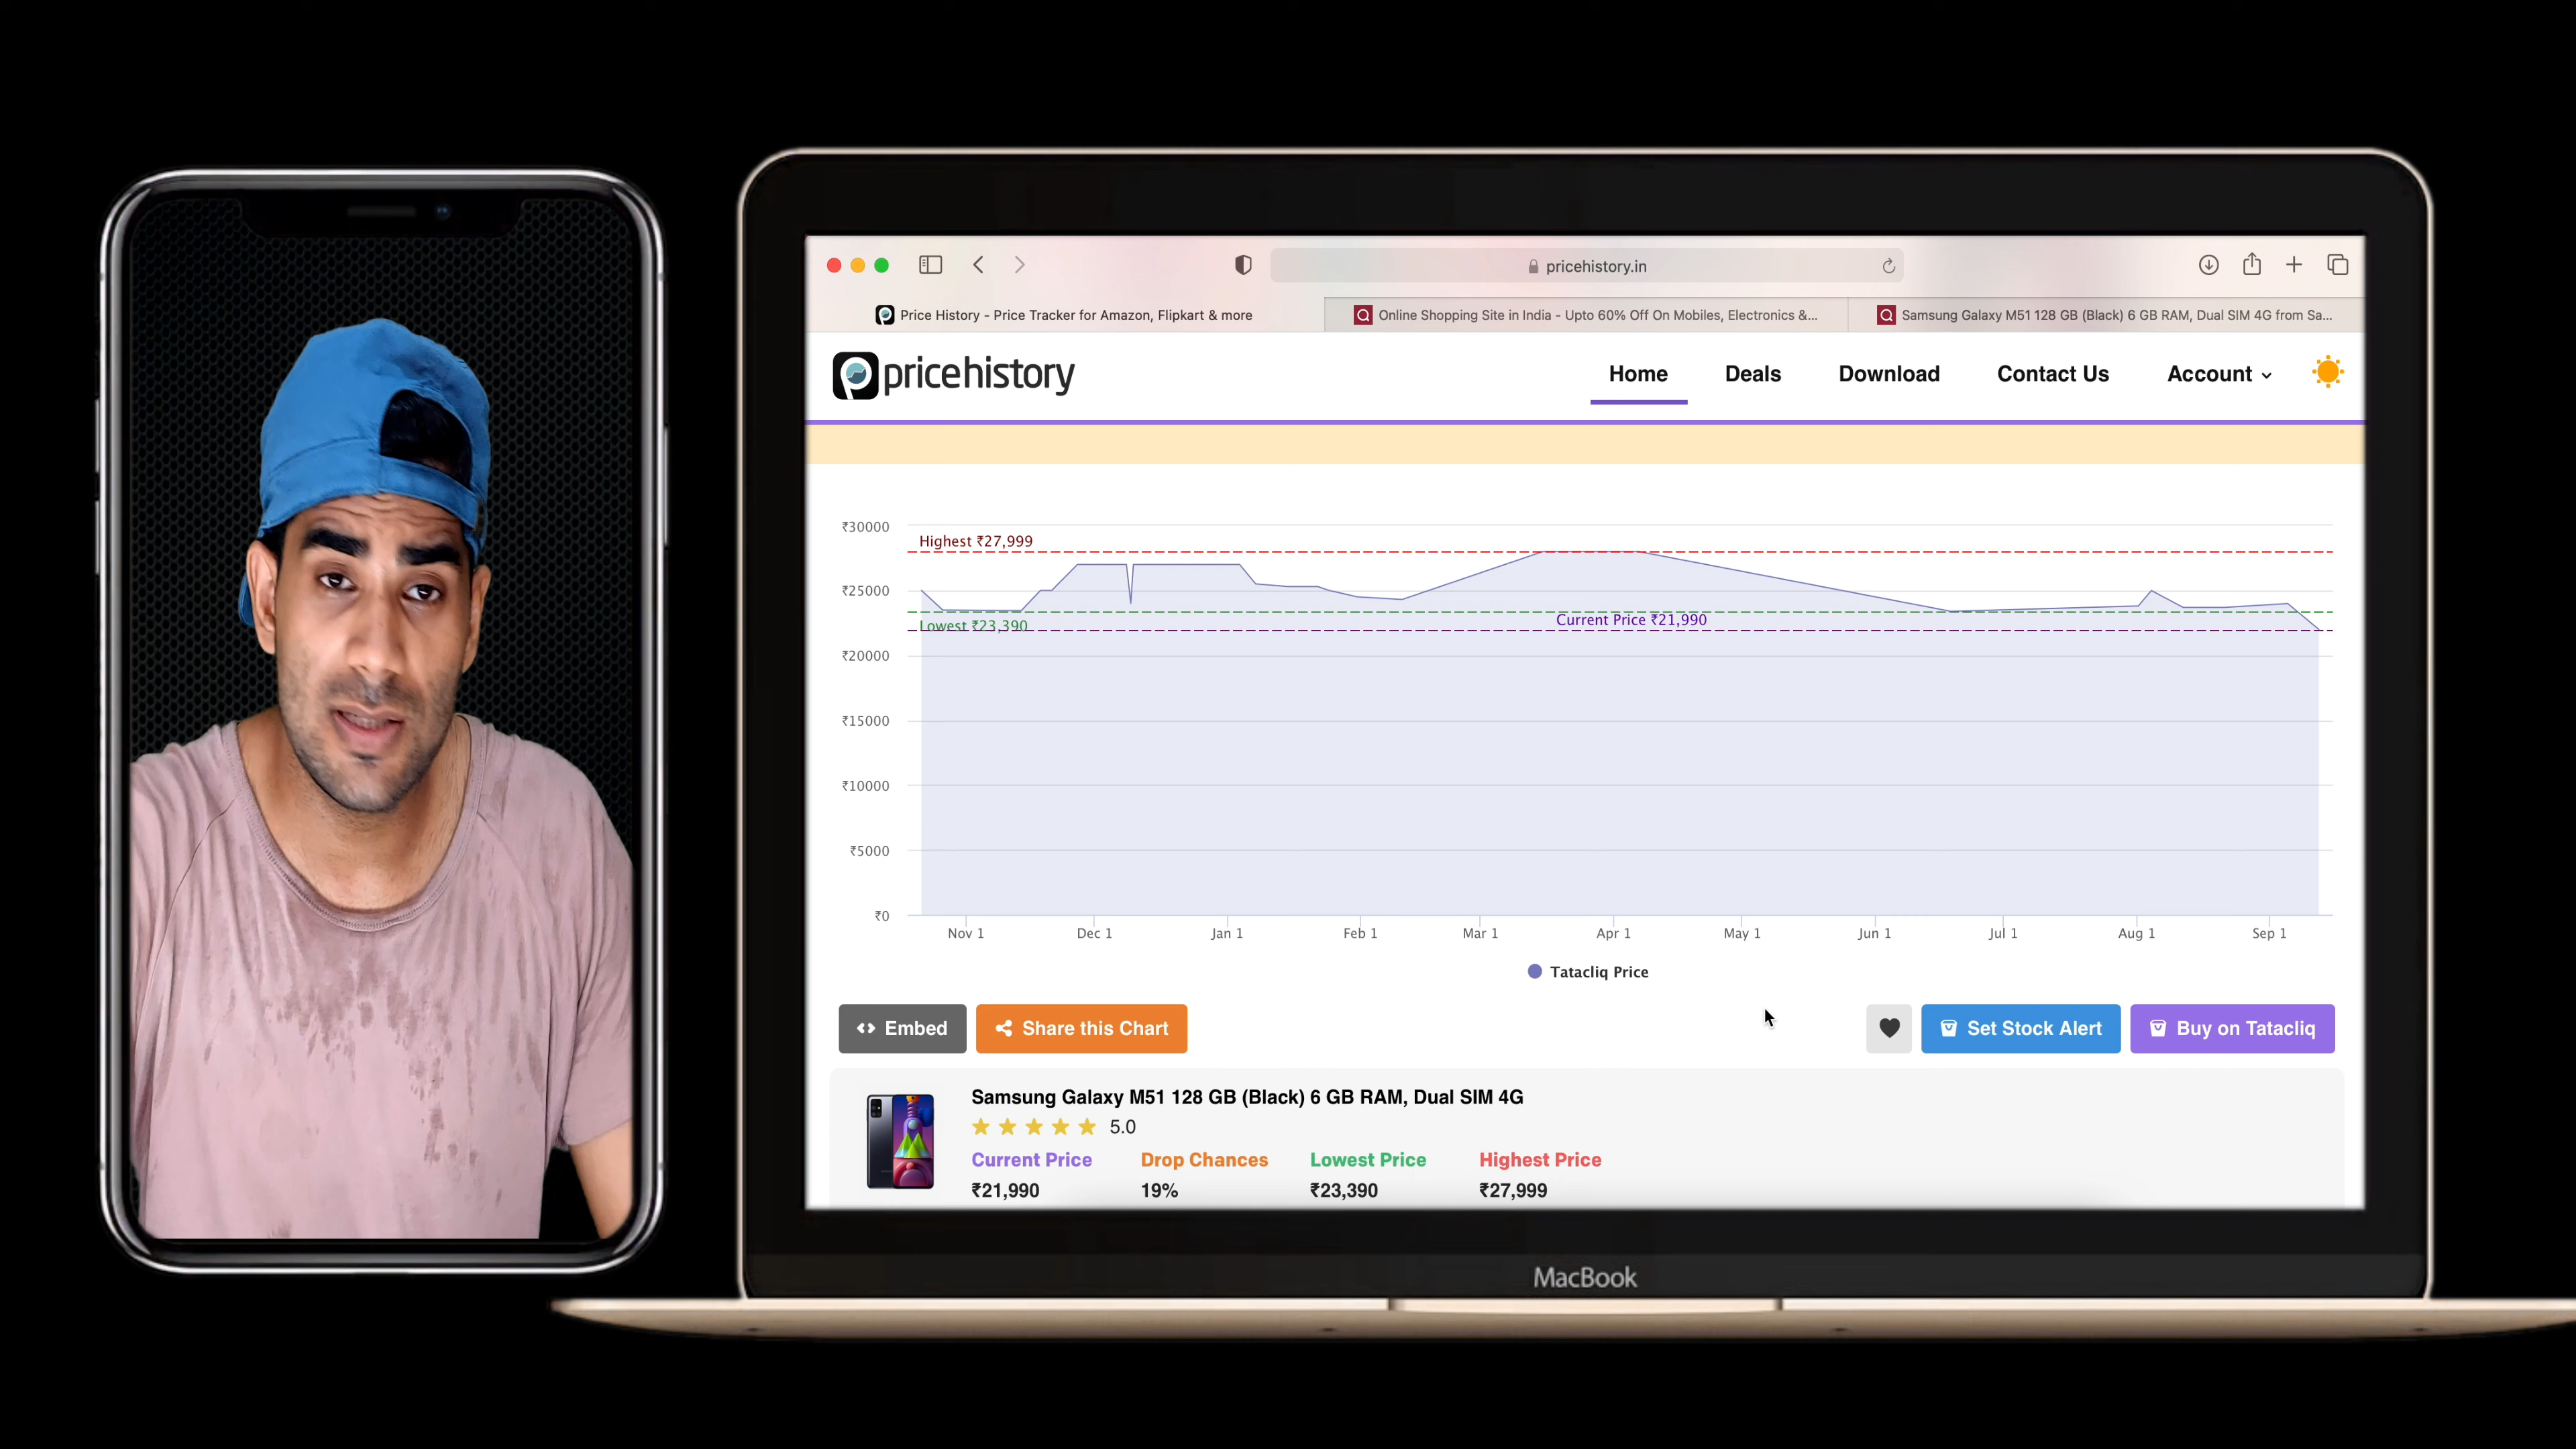 pricehistory.in
Price History - Price Tracker for Amazon, Flipkart & more
Online Shopping Site in India - Upto 60% Off On Mobiles, Electronics &...
Samsung Galaxy M51 128 GB (Black) 6 GB RAM, Dual SIM 4G from Sa...
pricehistory
Home
Deals
Download
Contact Us
Account
₹30000
Highest ₹27,999
₹25000
Lowest ₹23,390
Current Price ₹21,990
₹20000
₹15000
₹10000
₹5000
₹0
Nov 1 Dec 1 Jan 1 Feb 1 Mar 1 Apr 1 May 1 Jun 1 Jul 1 Aug 1 Sep 1
Tatacliq Price
Embed
Share this Chart
Set Stock Alert
Buy on Tatacliq
Samsung Galaxy M51 128 GB (Black) 6 GB RAM, Dual SIM 4G
5.0
Current Price Drop Chances Lowest Price Highest Price
₹21,990 19% ₹23,390 ₹27,999
MacBook